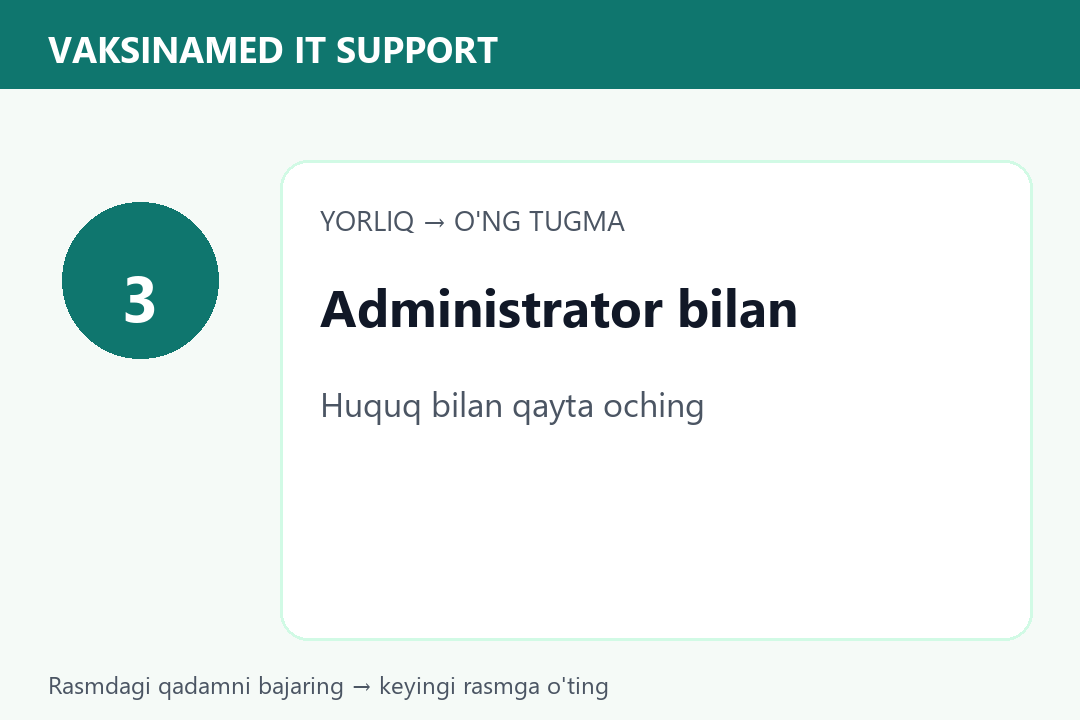 VAKSINAMED IT SUPPORT
3
YORLIQ → O'NG TUGMA
Administrator bilan
Huquq bilan qayta oching
Rasmdagi qadamni bajaring → keyingi rasmga o'ting